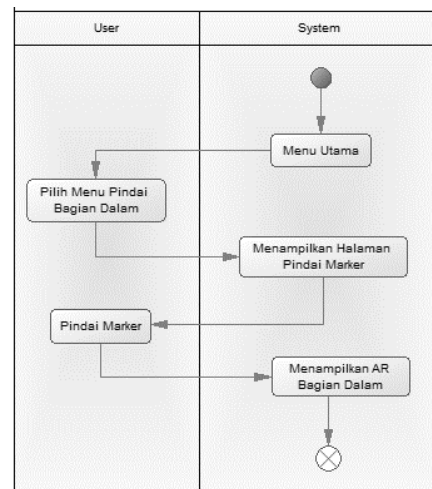 User
System
Menu Utama
Pilih Menu Pindai
Bagian Dalam
Menampilkan Halaman
Pindai Marker
Pindai Marker
Menampilkan AR
Bagian Dalam